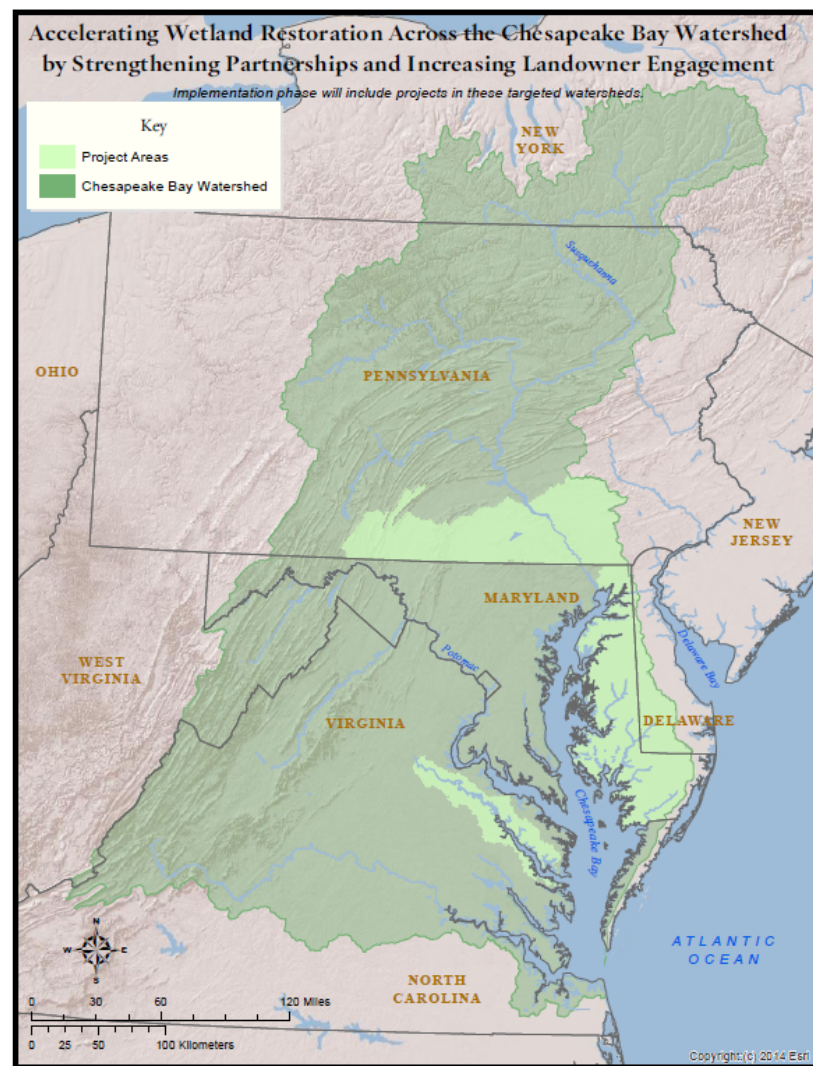 Accelerating Wetland Restoration Across the Chesapeake Bay Watershed
by Strengthening Partnerships and Increasing Landowner Engagement
Implementation phase will include projects in these targeted watersheds.
Key
Project Areas
Chesapeake Bay Watershed
NEW
YORK
Susquehanna
OHIO
PENNSYLVANIA
NEW
JERSEY
MARYLAND
WEST
VIRGINIA
Potomac
Delaware Bay
VIRGINIA
DELAWARE
Chesapeake Bay
ATLANTIC
OCEAN
N
W E
S
NORTH
CAROLINA
0 30 60 120 Miles
0 25 50 100 Kilometers
Copyright:(c) 2014 Esri